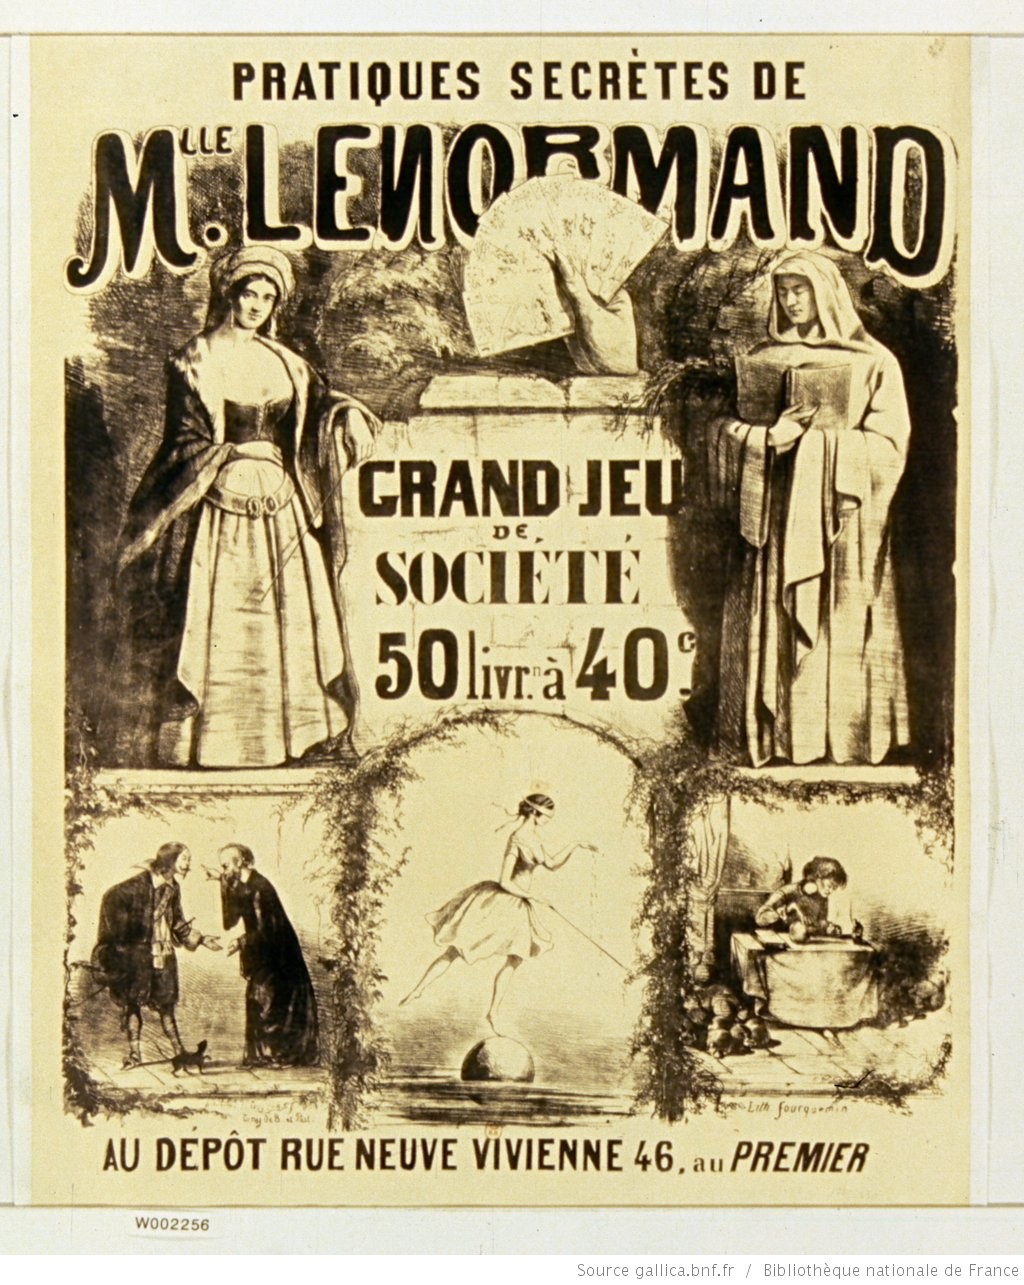 PRATIQUES SECRÈTES DE
MLLE. LENORMAND
GRAND JEU
DE
SOCIÉTÉ
50 livr.n à 40c.
Lith Fourquemin
AU DÉPÔT RUE NEUVE VIVIENNE 46, au PREMIER
W002256
Source gallica.bnf.fr / Bibliothèque nationale de France